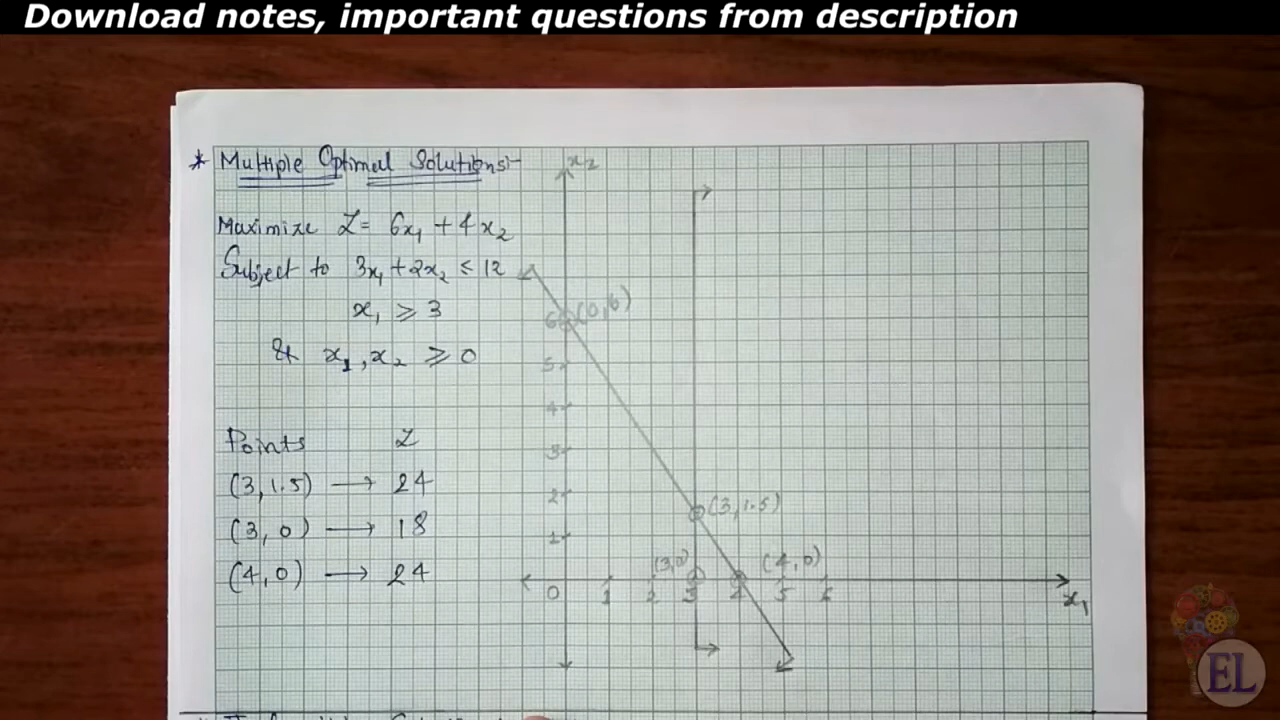 Download notes, important questions from description
* Multiple Optimal Solutions:-
Maximize Z = 6x₁ + 4x₂
Subject to 3x₁ + 2x₂ ≤ 12
x₁ ≥ 3
& x₁, x₂ ≥ 0
Points Z
(3, 1.5) → 24
(3, 0) → 18
(4, 0) → 24
x₂
6 (0,6)
5
4
3
2 (3, 1.5)
1
(3,0) (4,0)
0 1 2 3 4 5 6 x₁
EL